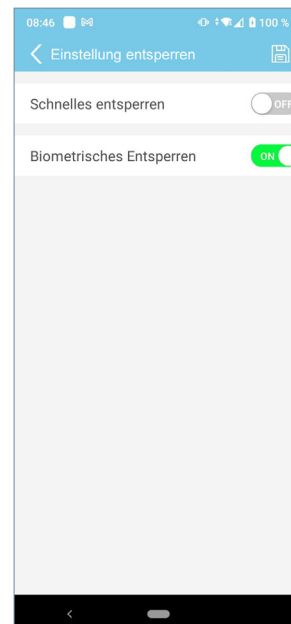 08:46 100 %
Einstellung entsperren
Schnelles entsperren OFF
Biometrisches Entsperren ON